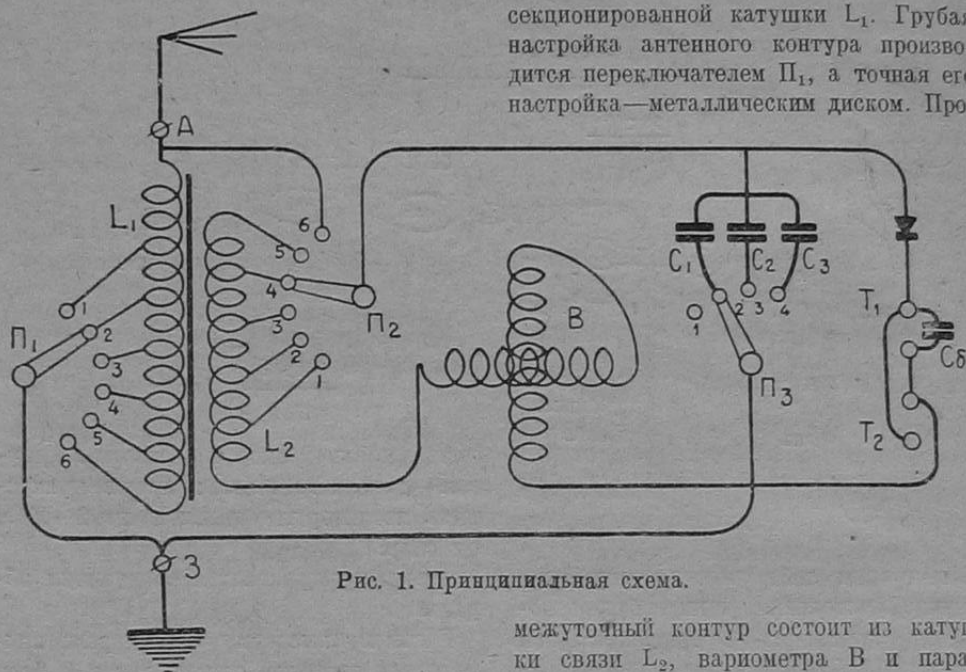 секционированной катушки L₁. Грубая
настройка антенного контура произво-
дится переключателем П₁, а точная его
настройка—металлическим диском. Про-
А
L₁
1
2
3
4
5
6
П₁
6
5
4
3
2
1
П₂
L₂
В
C₁
C₂
C₃
1
2
3
4
П₃
T₁
Cб
T₂
З
Рис. 1. Принципиальная схема.
межуточный контур состоит из катуш-
ки связи L₂, вариометра В и пара-